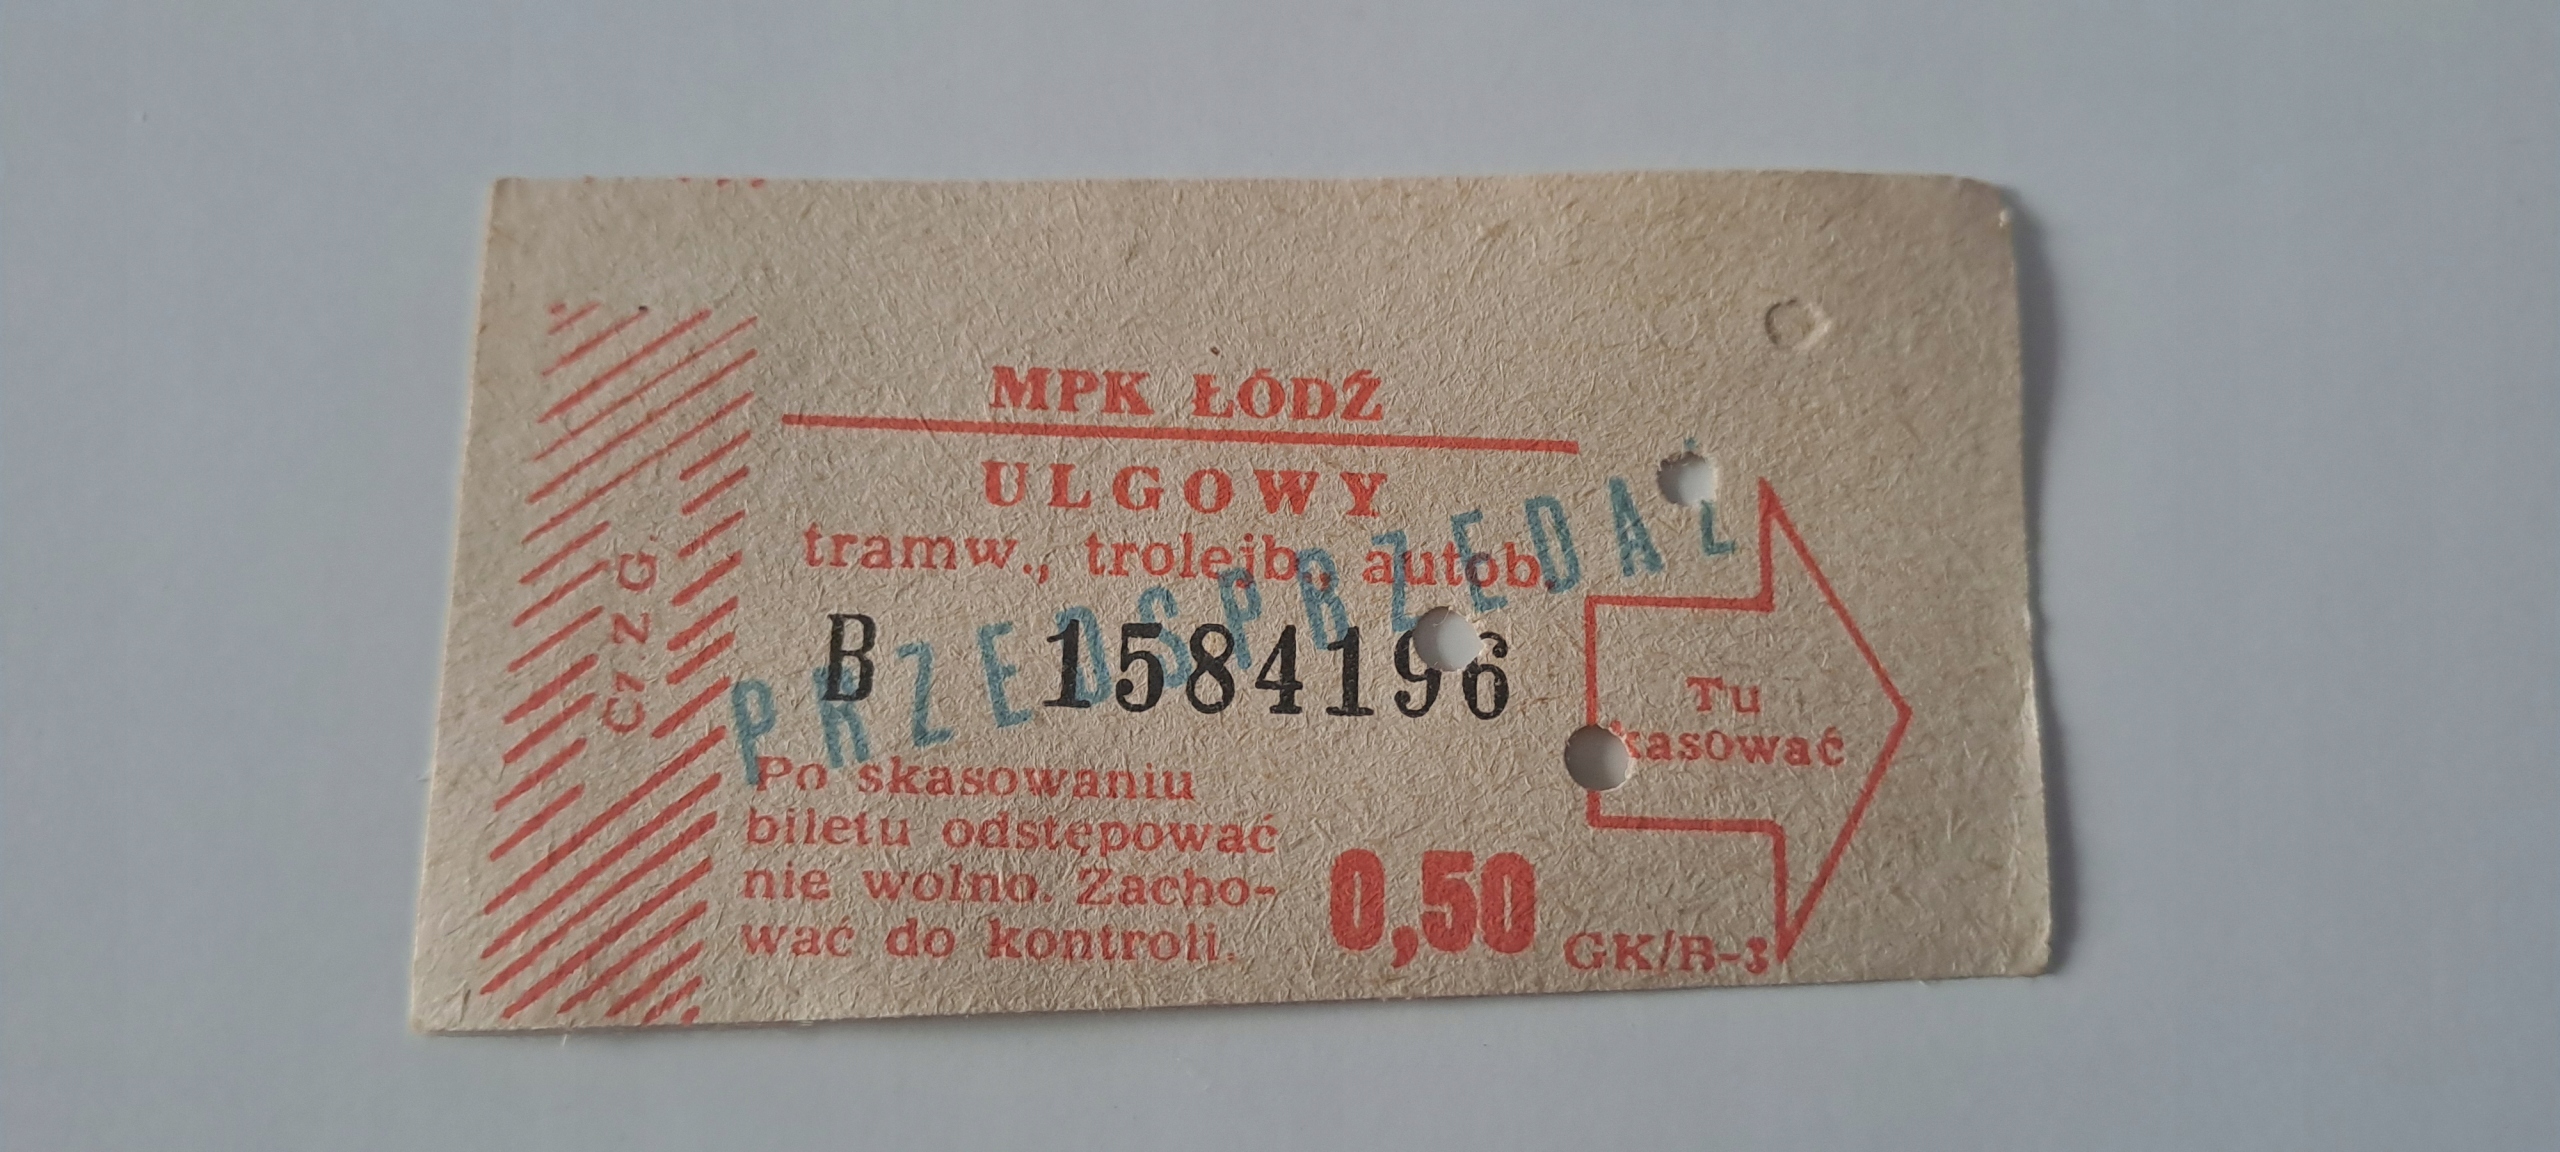 MPK ŁÓDŹ
ULGOWY
tramw., trolejb., autob.
PRZEDSPRZEDAŻ
B 1584196
Tu
kasować
Po skasowaniu
biletu odstępować
nie wolno. Zacho-
wać do kontroli.
0,50
GK/B-3
CZZG